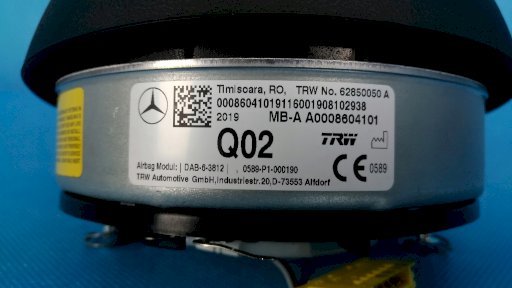 Timisoara, RO, TRW No. 62850050 A
00086041019116001908102938
2019 MB-A A0008604101
Q02
TRW
CE 0589
Airbag Modul: | DAB-6-3812 | , 0589-P1-000190
TRW Automotive GmbH,Industriestr.20,D-73553 Alfdorf